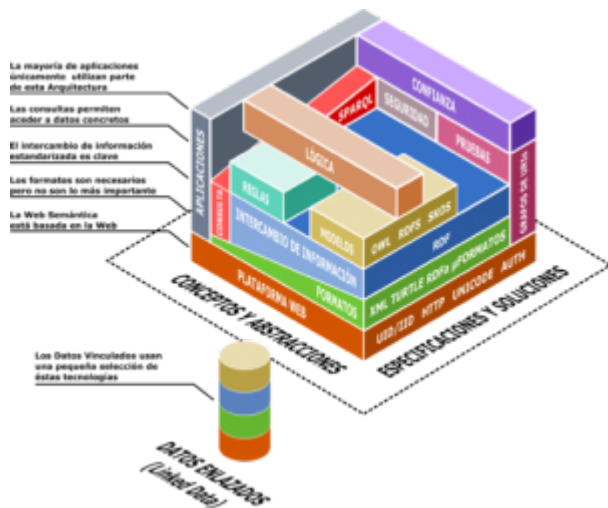 La mayoría de aplicaciones
únicamente utilizan parte
de esta Arquitectura
Las consultas permiten
aceder a datos concretos
El intercambio de información
estandarizada es clave
Los formatos son necesarios
pero no son lo más importante
La Web Semántica
está basada en la Web
APLICACIONES
CONFIANZA
SPARQL
SEGURIDAD
PRUEBAS
LÓGICA
REGLAS
CONSULTA
MODELOS
OWL RDFS SKOS
GRAFOS DE URIs
INTERCAMBIO DE INFORMACIÓN
RDF
FORMATOS
XML TURTLE RDFa µFORMATOS
PLATAFORMA WEB
UID/IID HTTP UNICODE AUTH
CONCEPTOS Y ABSTRACCIONES
ESPECIFICACIONES Y SOLUCIONES
Los Datos Vinculados usan
una pequeña selección de
éstas tecnologías
DATOS ENLAZADOS
(Linked Data)